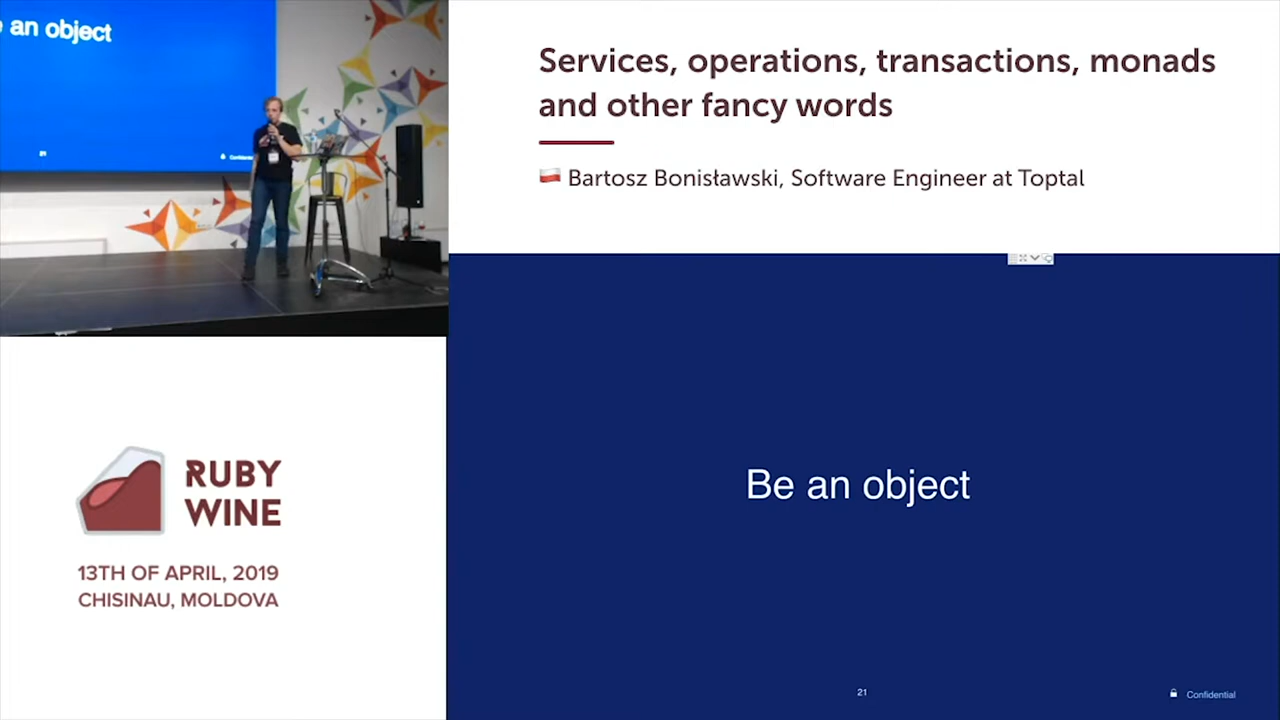 an object
Services, operations, transactions, monads
and other fancy words
Bartosz Bonisławski, Software Engineer at Toptal
Be an object
21
Confidential
RUBY
WINE
13TH OF APRIL, 2019
CHISINAU, MOLDOVA